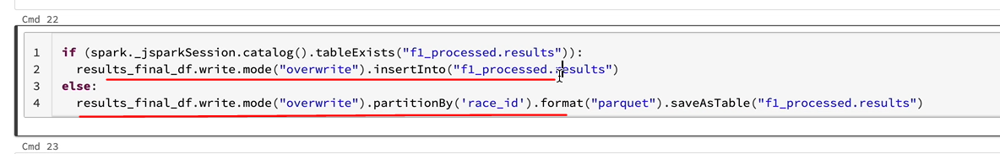 Cmd 22
1 if (spark._jsparkSession.catalog().tableExists("f1_processed.results")):
2   results_final_df.write.mode("overwrite").insertInto("f1_processed.results")
3 else:
4   results_final_df.write.mode("overwrite").partitionBy('race_id').format("parquet").saveAsTable("f1_processed.results")
Cmd 23